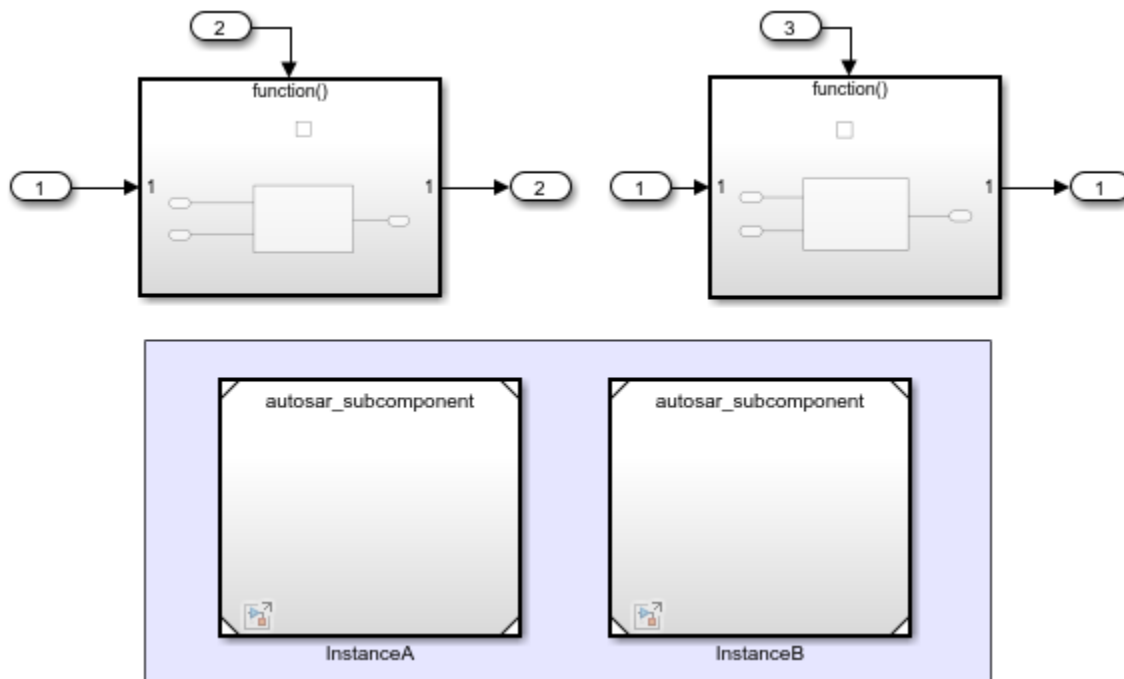 2
3
function()
function()
1
1
1
2
1
1
1
1
autosar_subcomponent
autosar_subcomponent
InstanceA
InstanceB